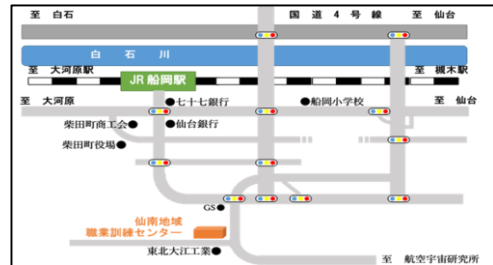 至 白石
国道4号線
至 仙台
白石川
至 大河原駅
JR 船岡駅
至 槻木駅
至 大河原
●七十七銀行
●船岡小学校
至 仙台
柴田町商工会●
●仙台銀行
柴田町役場●
GS●
仙南地域
職業訓練センター
東北大江工業●
至 航空宇宙研究所